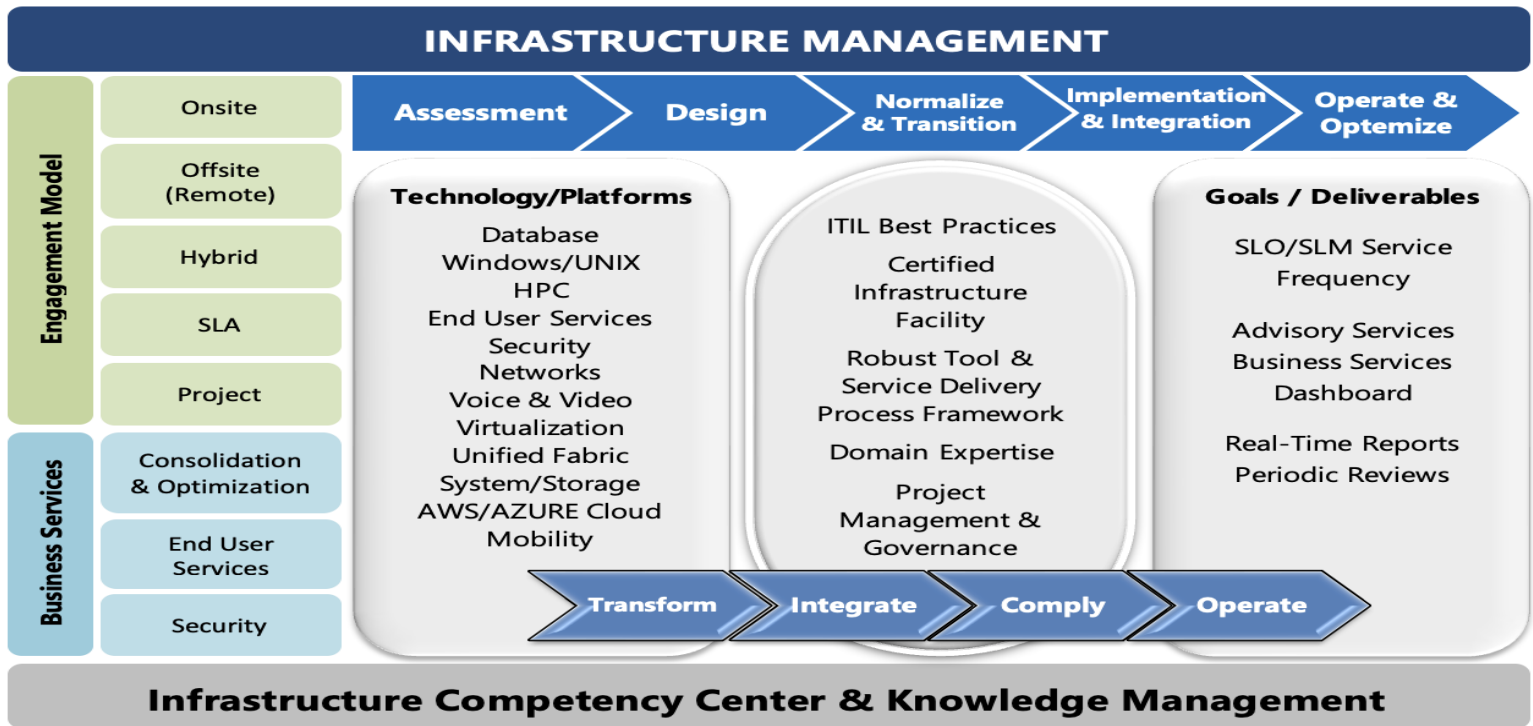 INFRASTRUCTURE MANAGEMENT
Engagement Model
Onsite
Offsite
(Remote)
Hybrid
SLA
Project
Business Services
Consolidation
& Optimization
End User
Services
Security
Assessment
Design
Normalize
& Transition
Implementation
& Integration
Operate &
Optemize
Technology/Platforms
Database
Windows/UNIX
HPC
End User Services
Security
Networks
Voice & Video
Virtualization
Unified Fabric
System/Storage
AWS/AZURE Cloud
Mobility
ITIL Best Practices
Certified
Infrastructure
Facility
Robust Tool &
Service Delivery
Process Framework
Domain Expertise
Project
Management &
Governance
Goals / Deliverables
SLO/SLM Service
Frequency
Advisory Services
Business Services
Dashboard
Real-Time Reports
Periodic Reviews
Transform
Integrate
Comply
Operate
Infrastructure Competency Center & Knowledge Management